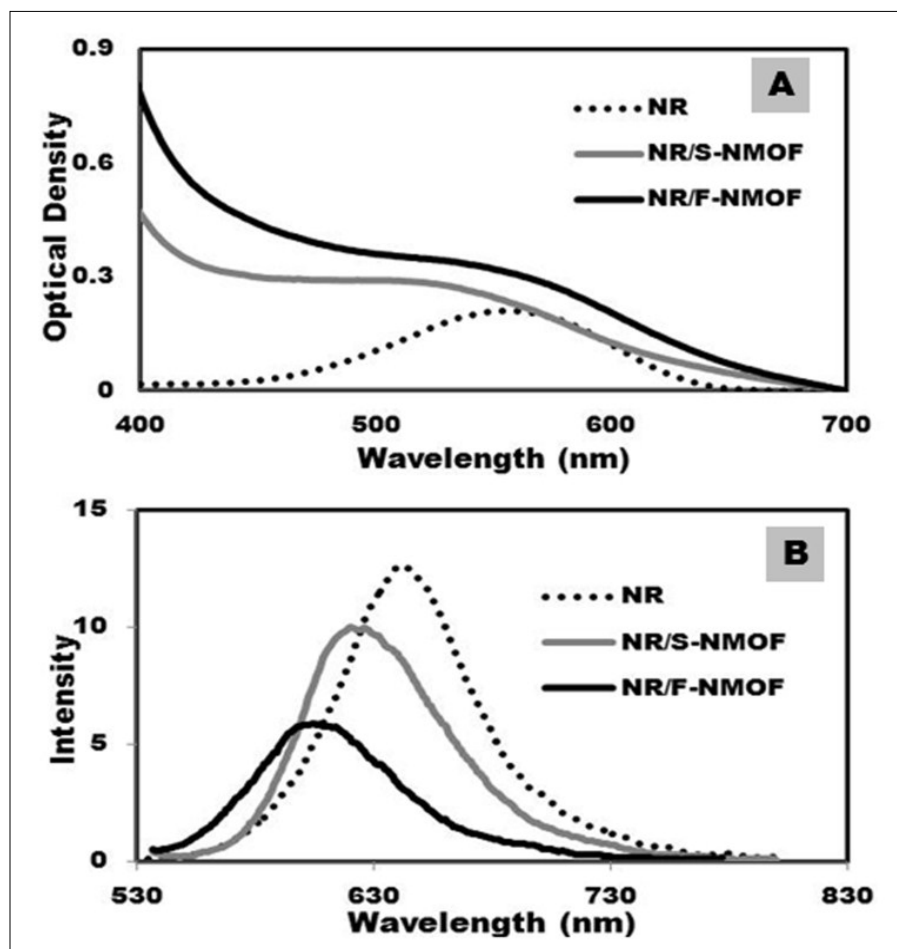 0.9
A
NR
NR/S-NMOF
NR/F-NMOF
0.6
0.3
0
Optical Density
400
500
600
700
Wavelength (nm)
15
B
NR
NR/S-NMOF
NR/F-NMOF
10
5
0
Intensity
530
630
730
830
Wavelength (nm)